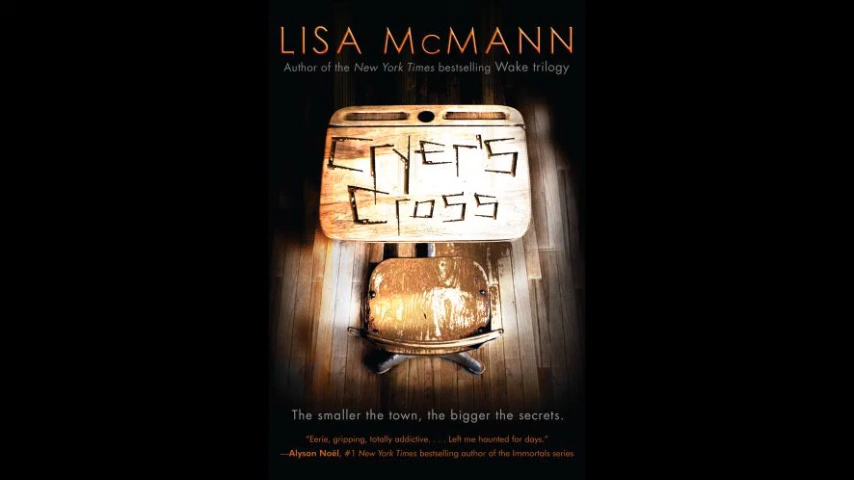 LISA McMANN
Author of the New York Times bestselling Wake trilogy
Cryer's
Cross
The smaller the town, the bigger the secrets.
"Eerie, gripping, totally addictive. . . . Left me haunted for days."
—Alyson Noël, #1 New York Times bestselling author of the Immortals series